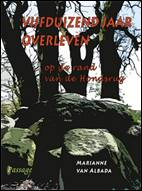 VIJFDUIZEND JAAR
OVERLEVEN
op de rand
van de Hondsrug
Passage
MARIANNE
VAN ALBADA